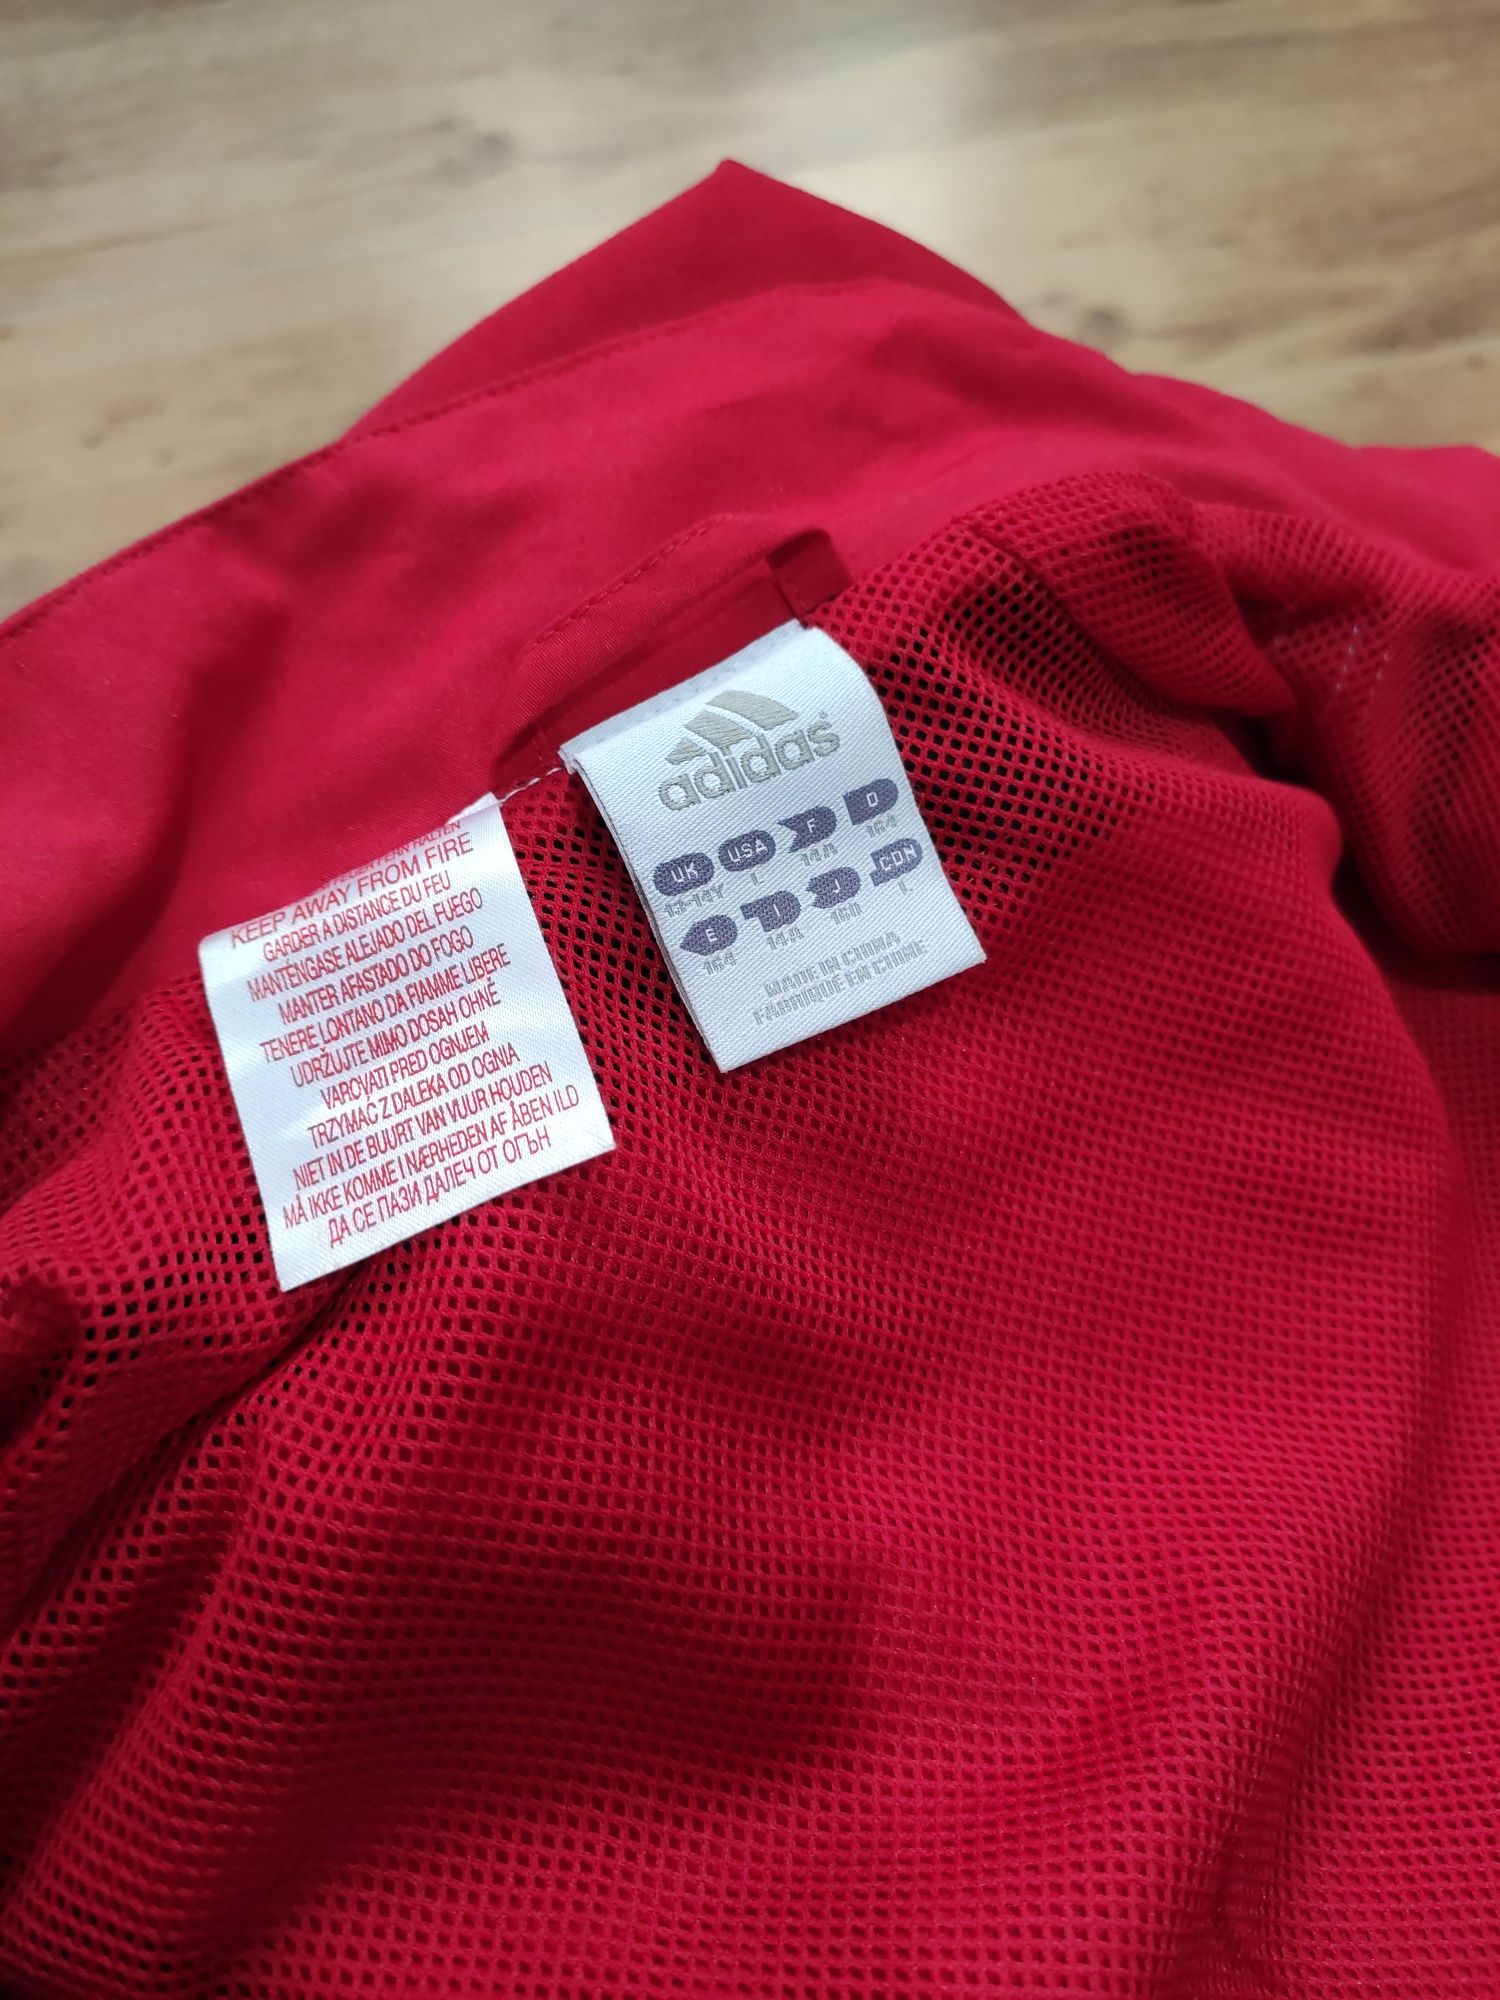 KEEP AWAY FROM FIRE
GARDER A DISTANCE DU FEU
MANTENGASE ALEJADO DEL FUEGO
MANTER AFASTADO DO FOGO
TENERE LONTANO DA FIAMME LIBERE
UDRŽUJTE MIMO DOSAH OHNĚ
VAROVATI PRED OGNJEM
TRZYMAĆ Z DALEKA OD OGNIA
NIET IN DE BUURT VAN VUUR HOUDEN
MÅ IKKE KOMME I NÆRHEDEN AF ÅBEN ILD
ДА СЕ ПАЗИ ДАЛЕЧ ОТ ОГЪН
adidas®
UK USA F D
13-14Y L 14A 164
E I J CDN
164 14A 160 L
MADE IN CHINA
FABRIQUE EN CHINE